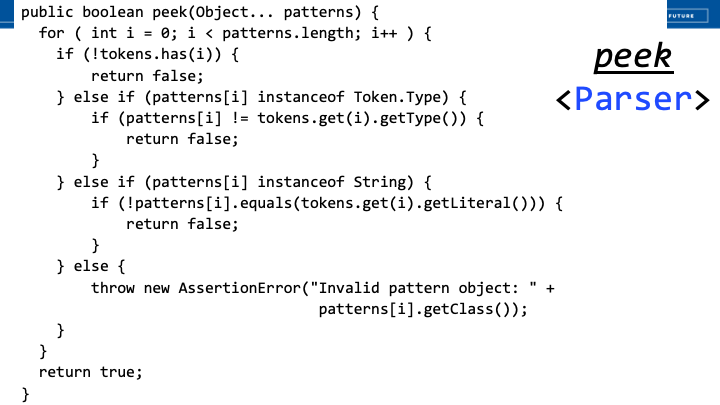 public boolean peek(Object... patterns) {
  for ( int i = 0; i < patterns.length; i++ ) {
    if (!tokens.has(i)) {
        return false;
    } else if (patterns[i] instanceof Token.Type) {
        if (patterns[i] != tokens.get(i).getType()) {
            return false;
        }
    } else if (patterns[i] instanceof String) {
        if (!patterns[i].equals(tokens.get(i).getLiteral())) {
            return false;
        }
    } else {
        throw new AssertionError("Invalid pattern object: " +
                                  patterns[i].getClass());
    }
  }
  return true;
}
FUTURE
peek
<Parser>